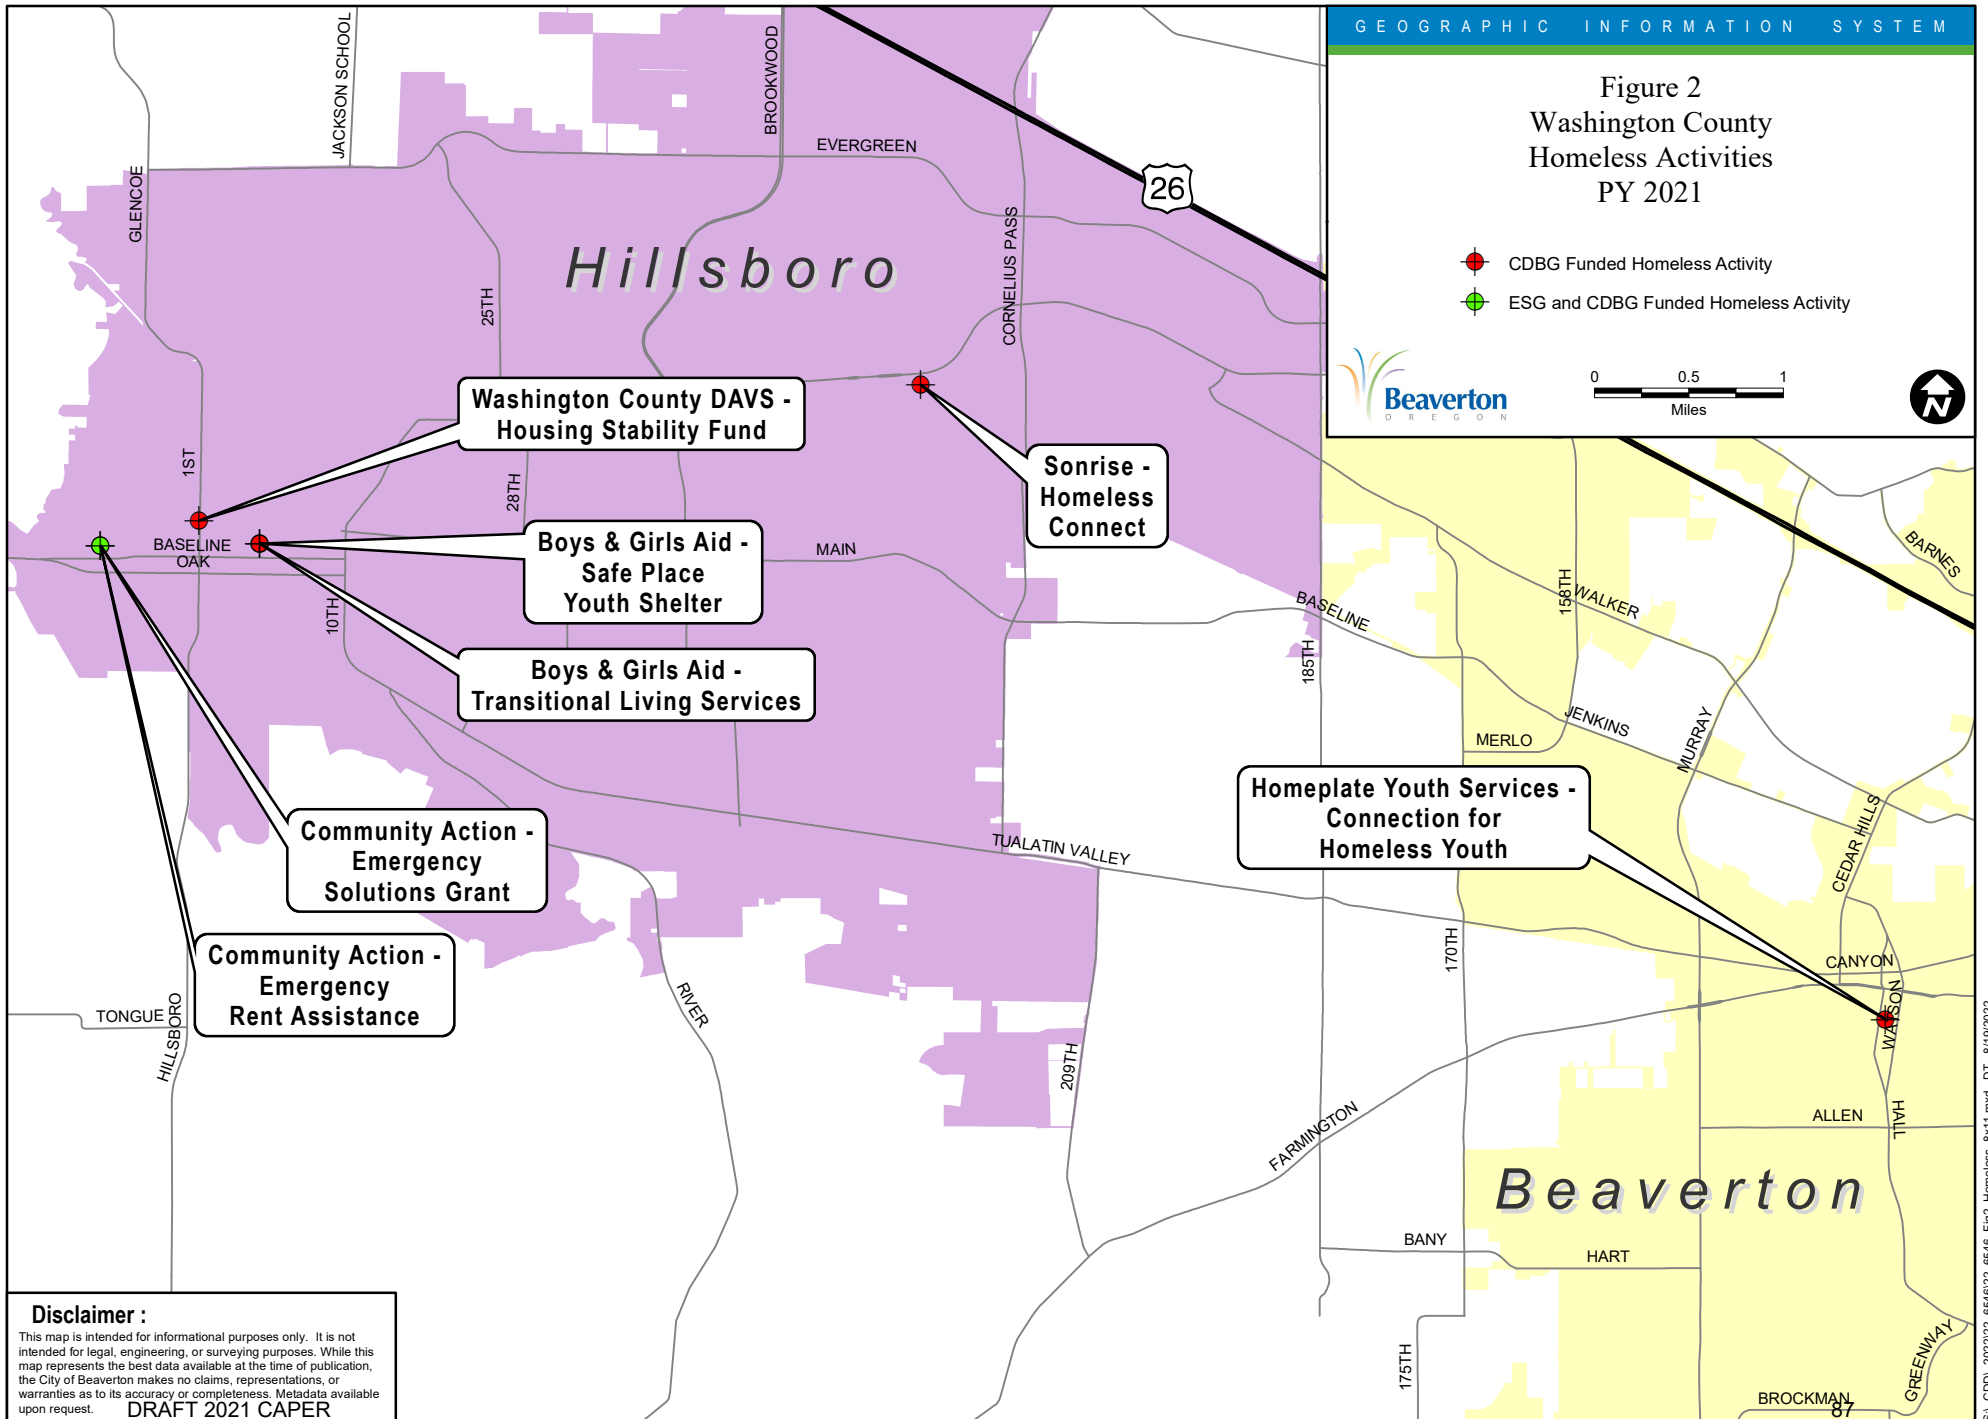 GEOGRAPHIC INFORMATION SYSTEM
Figure 2
Washington County
Homeless Activities
PY 2021
CDBG Funded Homeless Activity
ESG and CDBG Funded Homeless Activity
Beaverton
OREGON
0 0.5 1
Miles
N
26
Hillsboro
Beaverton
JACKSON SCHOOL
BROOKWOOD
GLENCOE
EVERGREEN
CORNELIUS PASS
25TH
1ST
28TH
BASELINE
OAK
10TH
MAIN
BASELINE
185TH
158TH
WALKER
BARNES
JENKINS
MERLO
MURRAY
CEDAR HILLS
TUALATIN VALLEY
170TH
CANYON
WATSON
HALL
ALLEN
TONGUE
HILLSBORO
RIVER
209TH
FARMINGTON
BANY
HART
175TH
GREENWAY
BROCKMAN
Washington County DAVS -
Housing Stability Fund
Sonrise -
Homeless
Connect
Boys & Girls Aid -
Safe Place
Youth Shelter
Boys & Girls Aid -
Transitional Living Services
Homeplate Youth Services -
Connection for
Homeless Youth
Community Action -
Emergency
Solutions Grant
Community Action -
Emergency
Rent Assistance
Disclaimer :
This map is intended for informational purposes only. It is not
intended for legal, engineering, or surveying purposes. While this
map represents the best data available at the time of publication,
the City of Beaverton makes no claims, representations, or
warranties as to its accuracy or completeness. Metadata available
upon request.
DRAFT 2021 CAPER
87